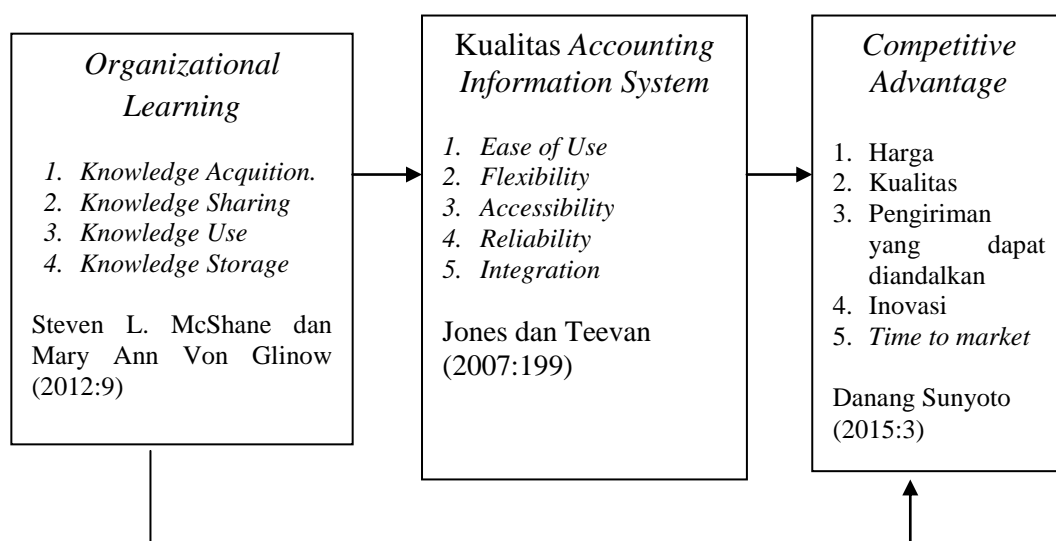 Organizational
Learning
1. Knowledge Acquition.
2. Knowledge Sharing
3. Knowledge Use
4. Knowledge Storage
Steven L. McShane dan
Mary Ann Von Glinow
(2012:9)
Kualitas Accounting
Information System
1. Ease of Use
2. Flexibility
3. Accessibility
4. Reliability
5. Integration
Jones dan Teevan
(2007:199)
Competitive
Advantage
1. Harga
2. Kualitas
3. Pengiriman
yang dapat
diandalkan
4. Inovasi
5. Time to market
Danang Sunyoto
(2015:3)